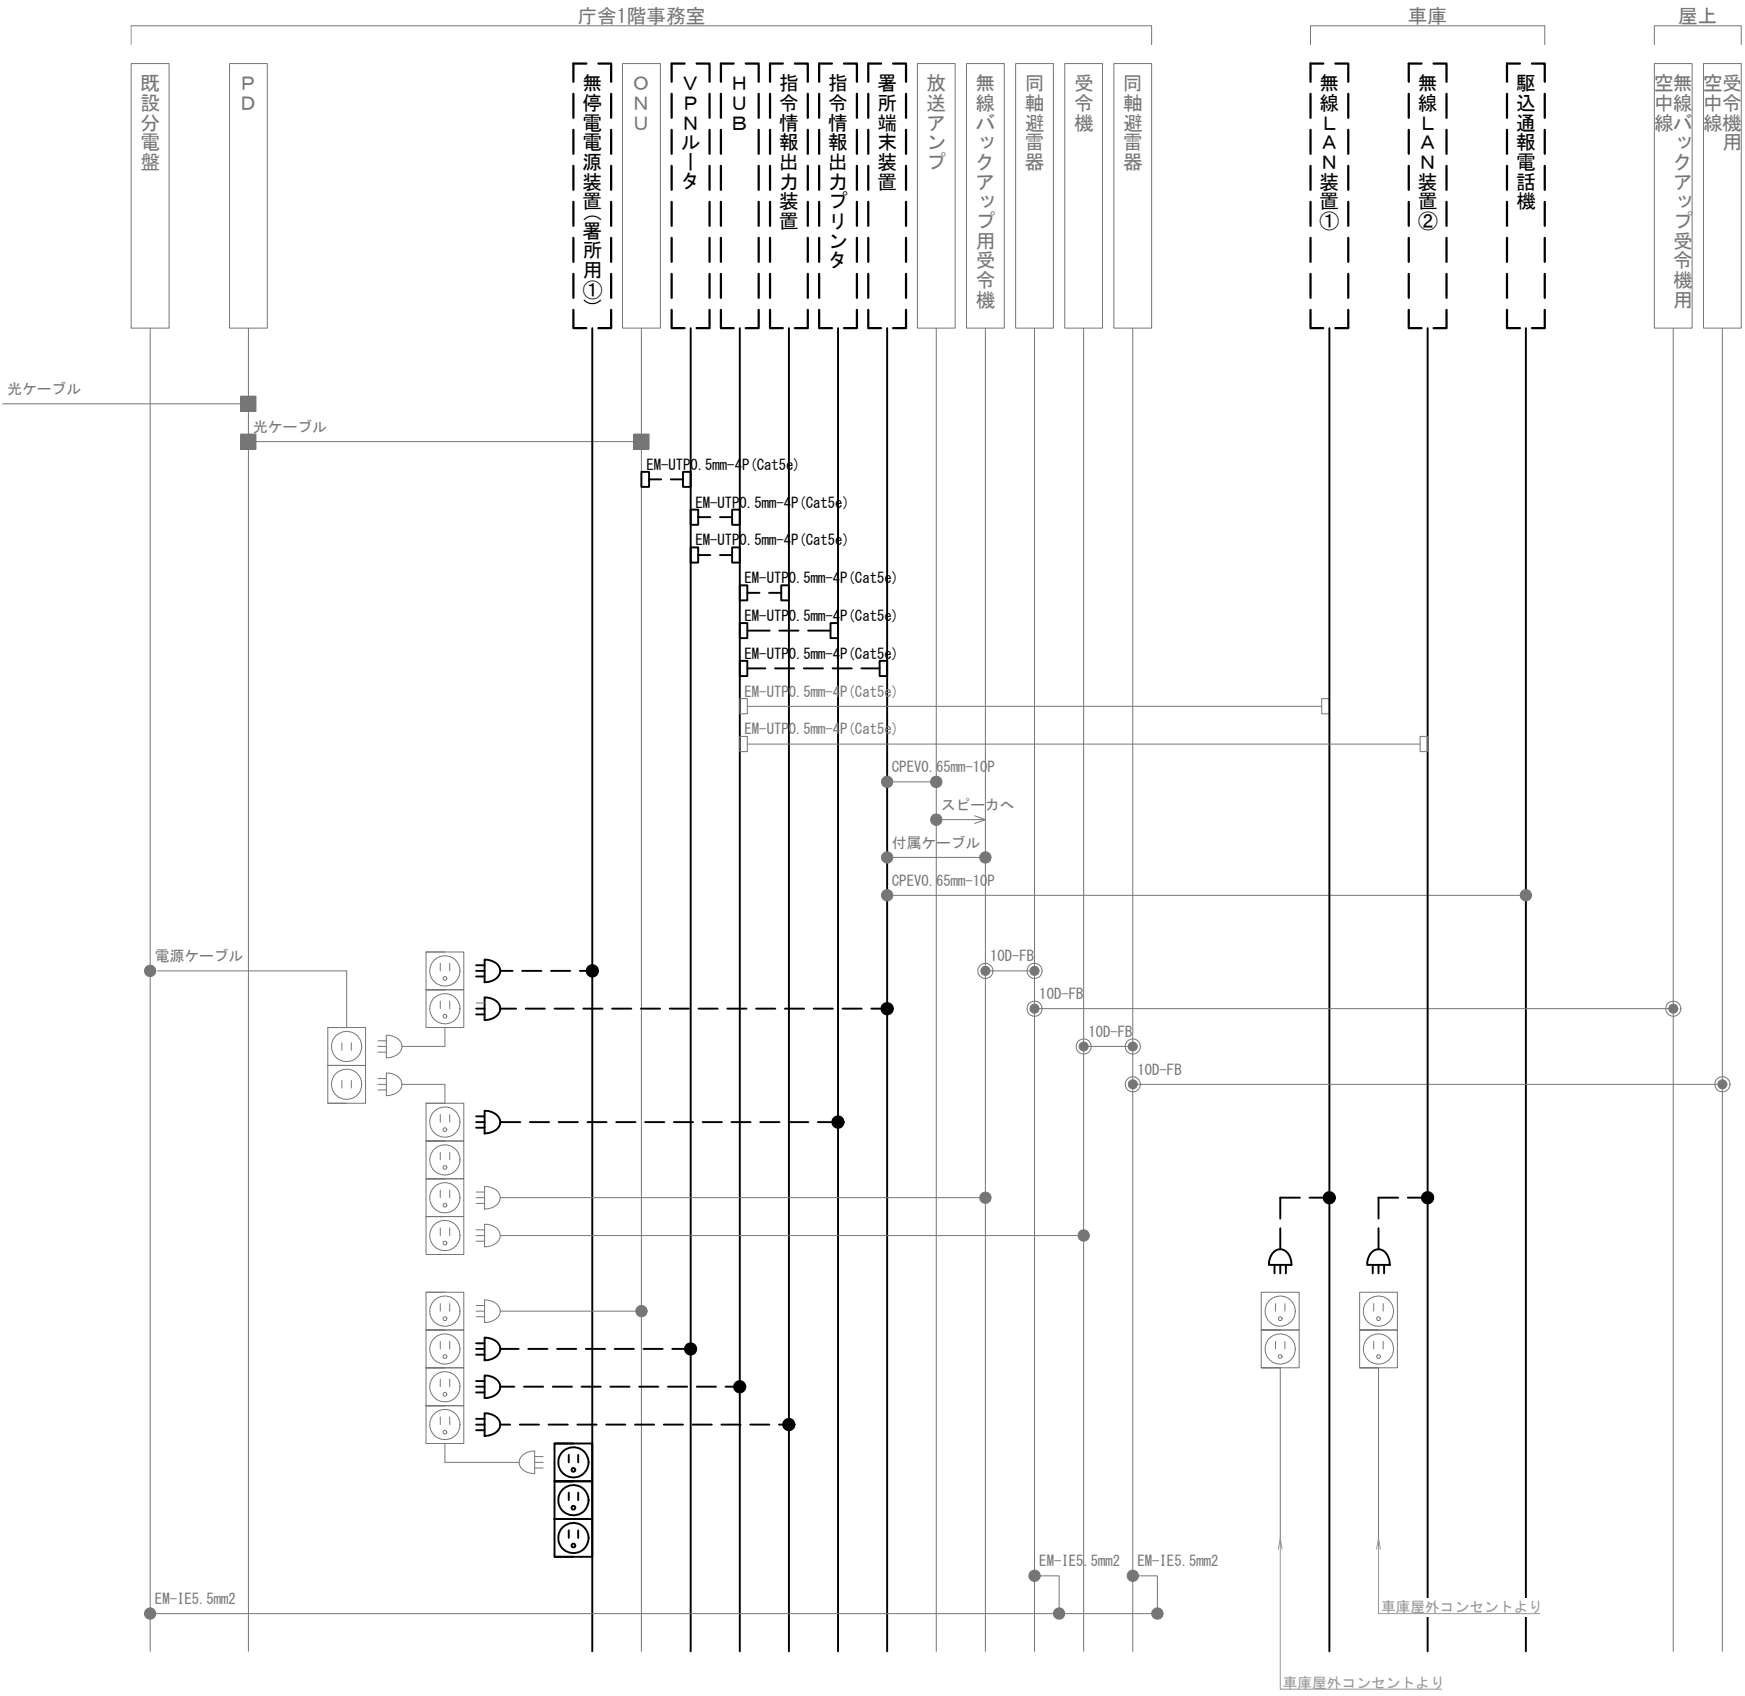 庁舎1階事務室
車庫
屋上
既設分電盤
ＰＤ
無停電電源装置（署所用①）
ＯＮＵ
ＶＰＮルータ
ＨＵＢ
指令情報出力装置
指令情報出力プリンタ
署所端末装置
放送アンプ
無線バックアップ用受令機
同軸避雷器
受令機
同軸避雷器
無線ＬＡＮ装置①
無線ＬＡＮ装置②
駆込通報電話機
無線バックアップ受令機用
空中線
受令機用
空中線
光ケーブル
光ケーブル
EM-UTP0.5mm-4P(Cat5e)
EM-UTP0.5mm-4P(Cat5e)
EM-UTP0.5mm-4P(Cat5e)
EM-UTP0.5mm-4P(Cat5e)
EM-UTP0.5mm-4P(Cat5e)
EM-UTP0.5mm-4P(Cat5e)
EM-UTP0.5mm-4P(Cat5e)
EM-UTP0.5mm-4P(Cat5e)
CPEV0.65mm-10P
スピーカへ
付属ケーブル
CPEV0.65mm-10P
電源ケーブル
10D-FB
10D-FB
10D-FB
10D-FB
EM-IE5.5mm2
EM-IE5.5mm2
EM-IE5.5mm2
車庫屋外コンセントより
車庫屋外コンセントより